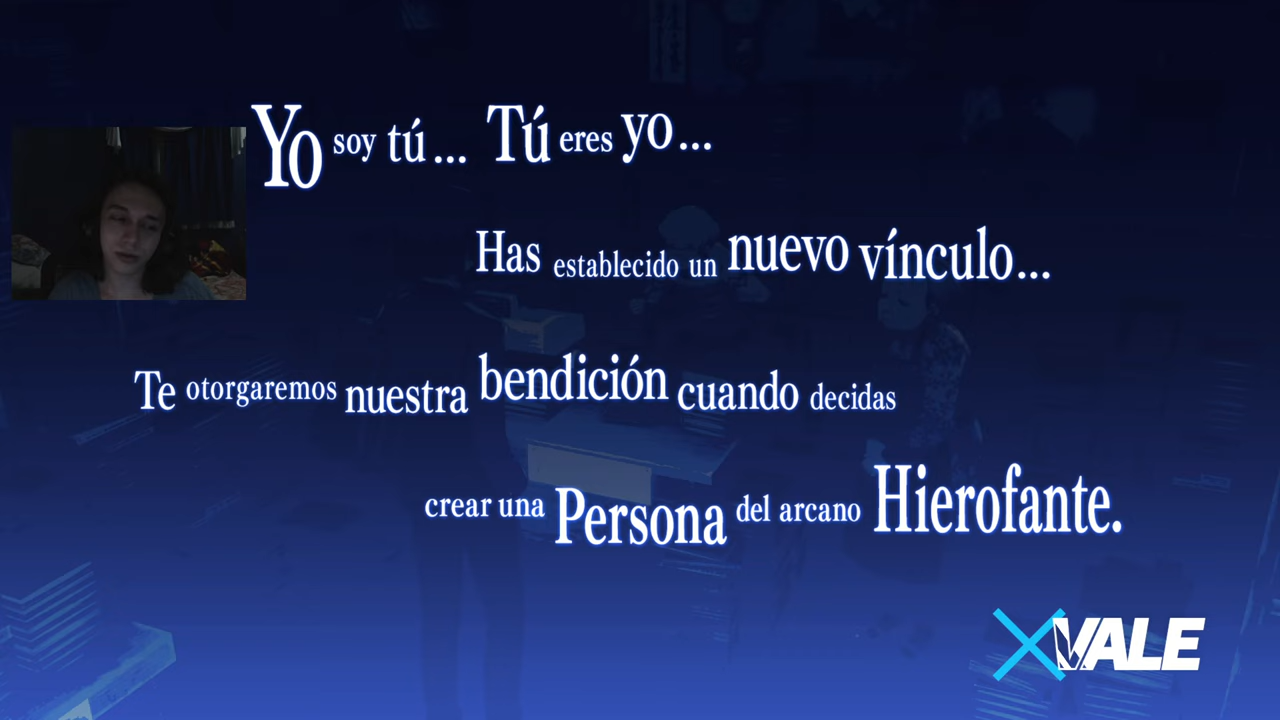 Yo soy tú... Tú eres yo...
Has establecido un nuevo vínculo...
Te otorgaremos nuestra bendición cuando decidas
crear una Persona del arcano Hierofante.
VALE